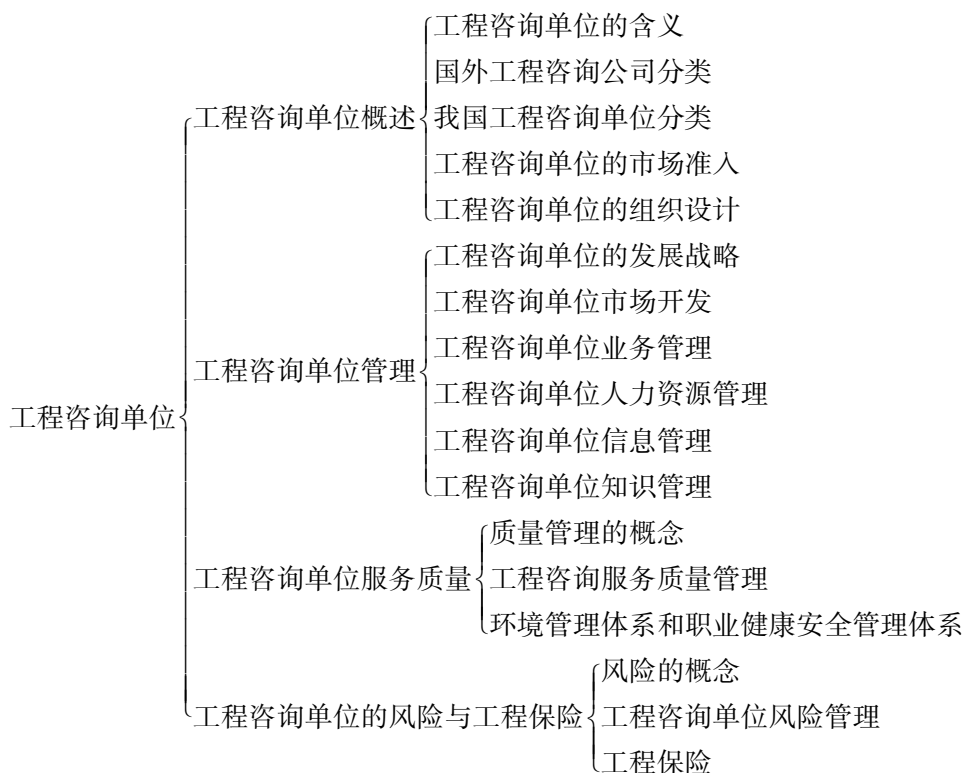 工程咨询单位
工程咨询单位概述
工程咨询单位的含义
国外工程咨询公司分类
我国工程咨询单位分类
工程咨询单位的市场准入
工程咨询单位的组织设计
工程咨询单位管理
工程咨询单位的发展战略
工程咨询单位市场开发
工程咨询单位业务管理
工程咨询单位人力资源管理
工程咨询单位信息管理
工程咨询单位知识管理
工程咨询单位服务质量
质量管理的概念
工程咨询服务质量管理
环境管理体系和职业健康安全管理体系
工程咨询单位的风险与工程保险
风险的概念
工程咨询单位风险管理
工程保险